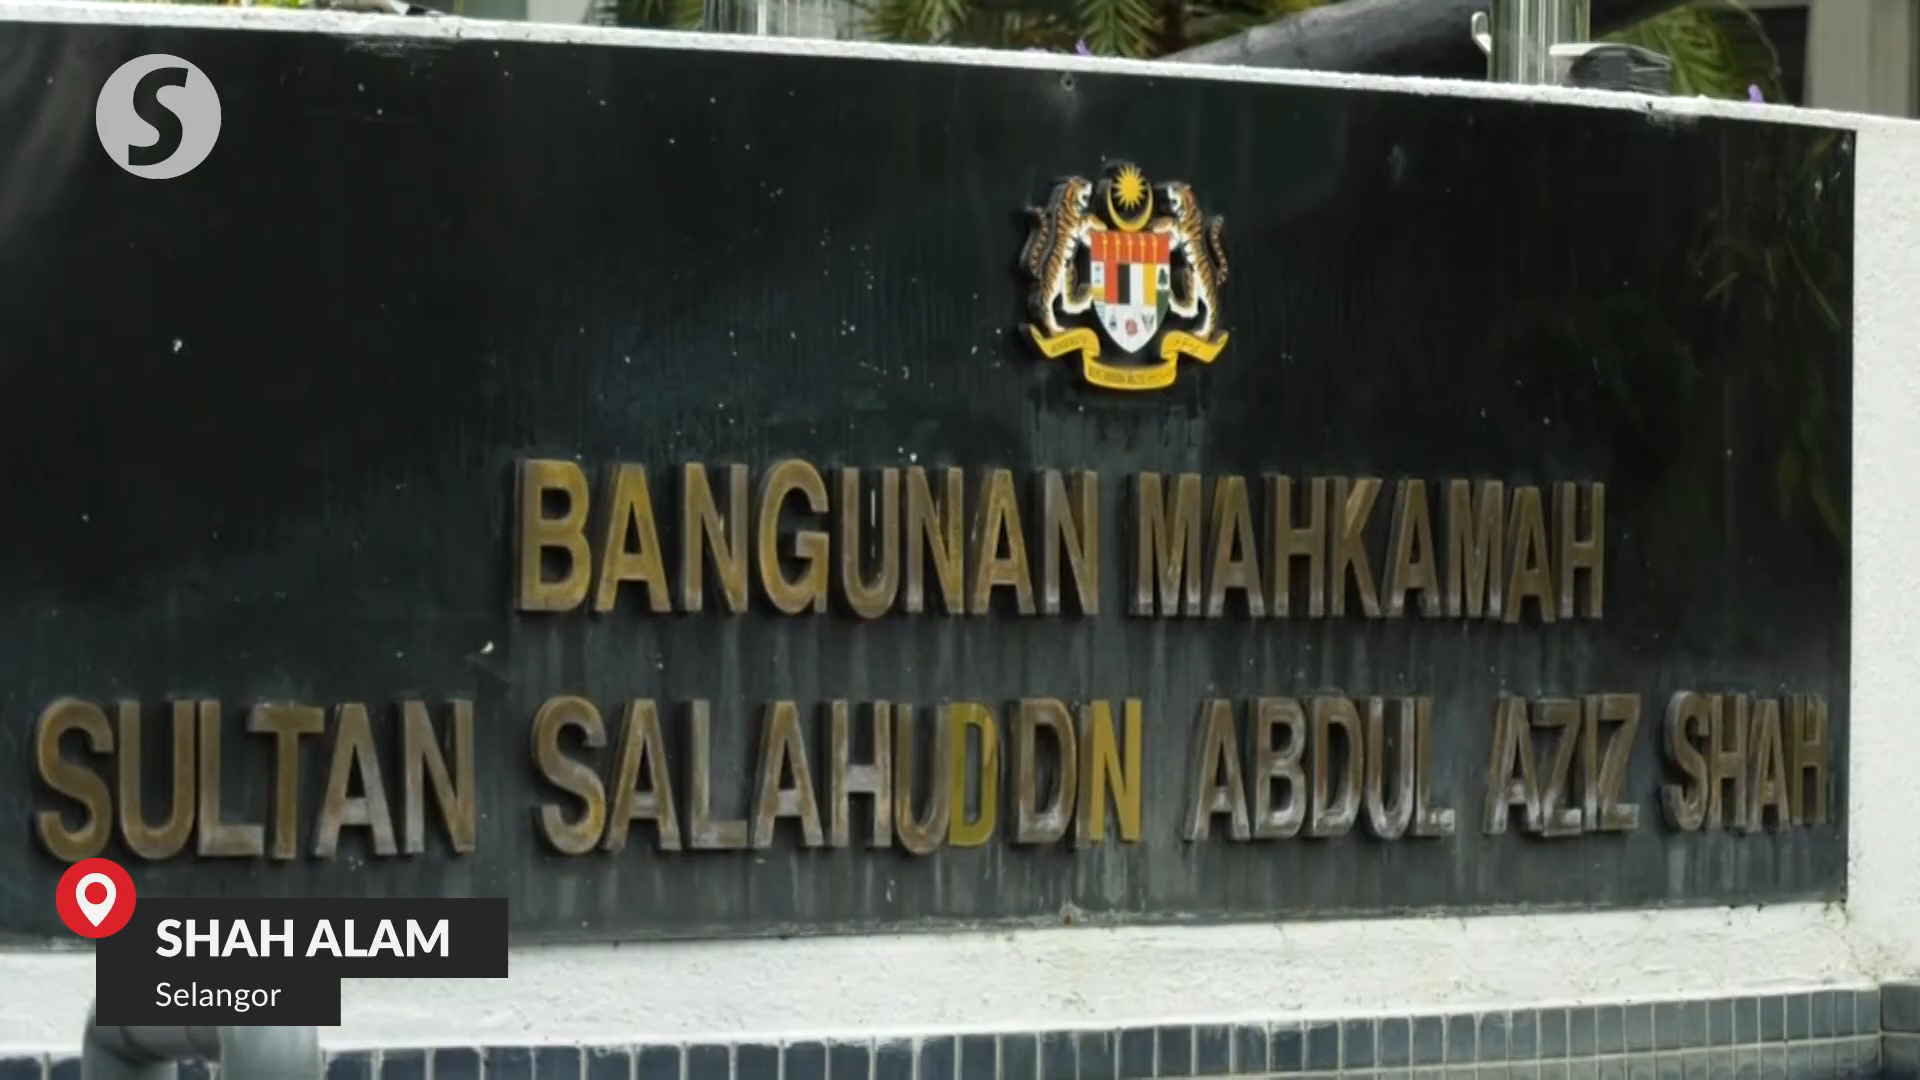 S
BANGUNAN MAHKAMAH
SULTAN SALAHUDDIN ABDUL AZIZ SHAH
SHAH ALAM
Selangor